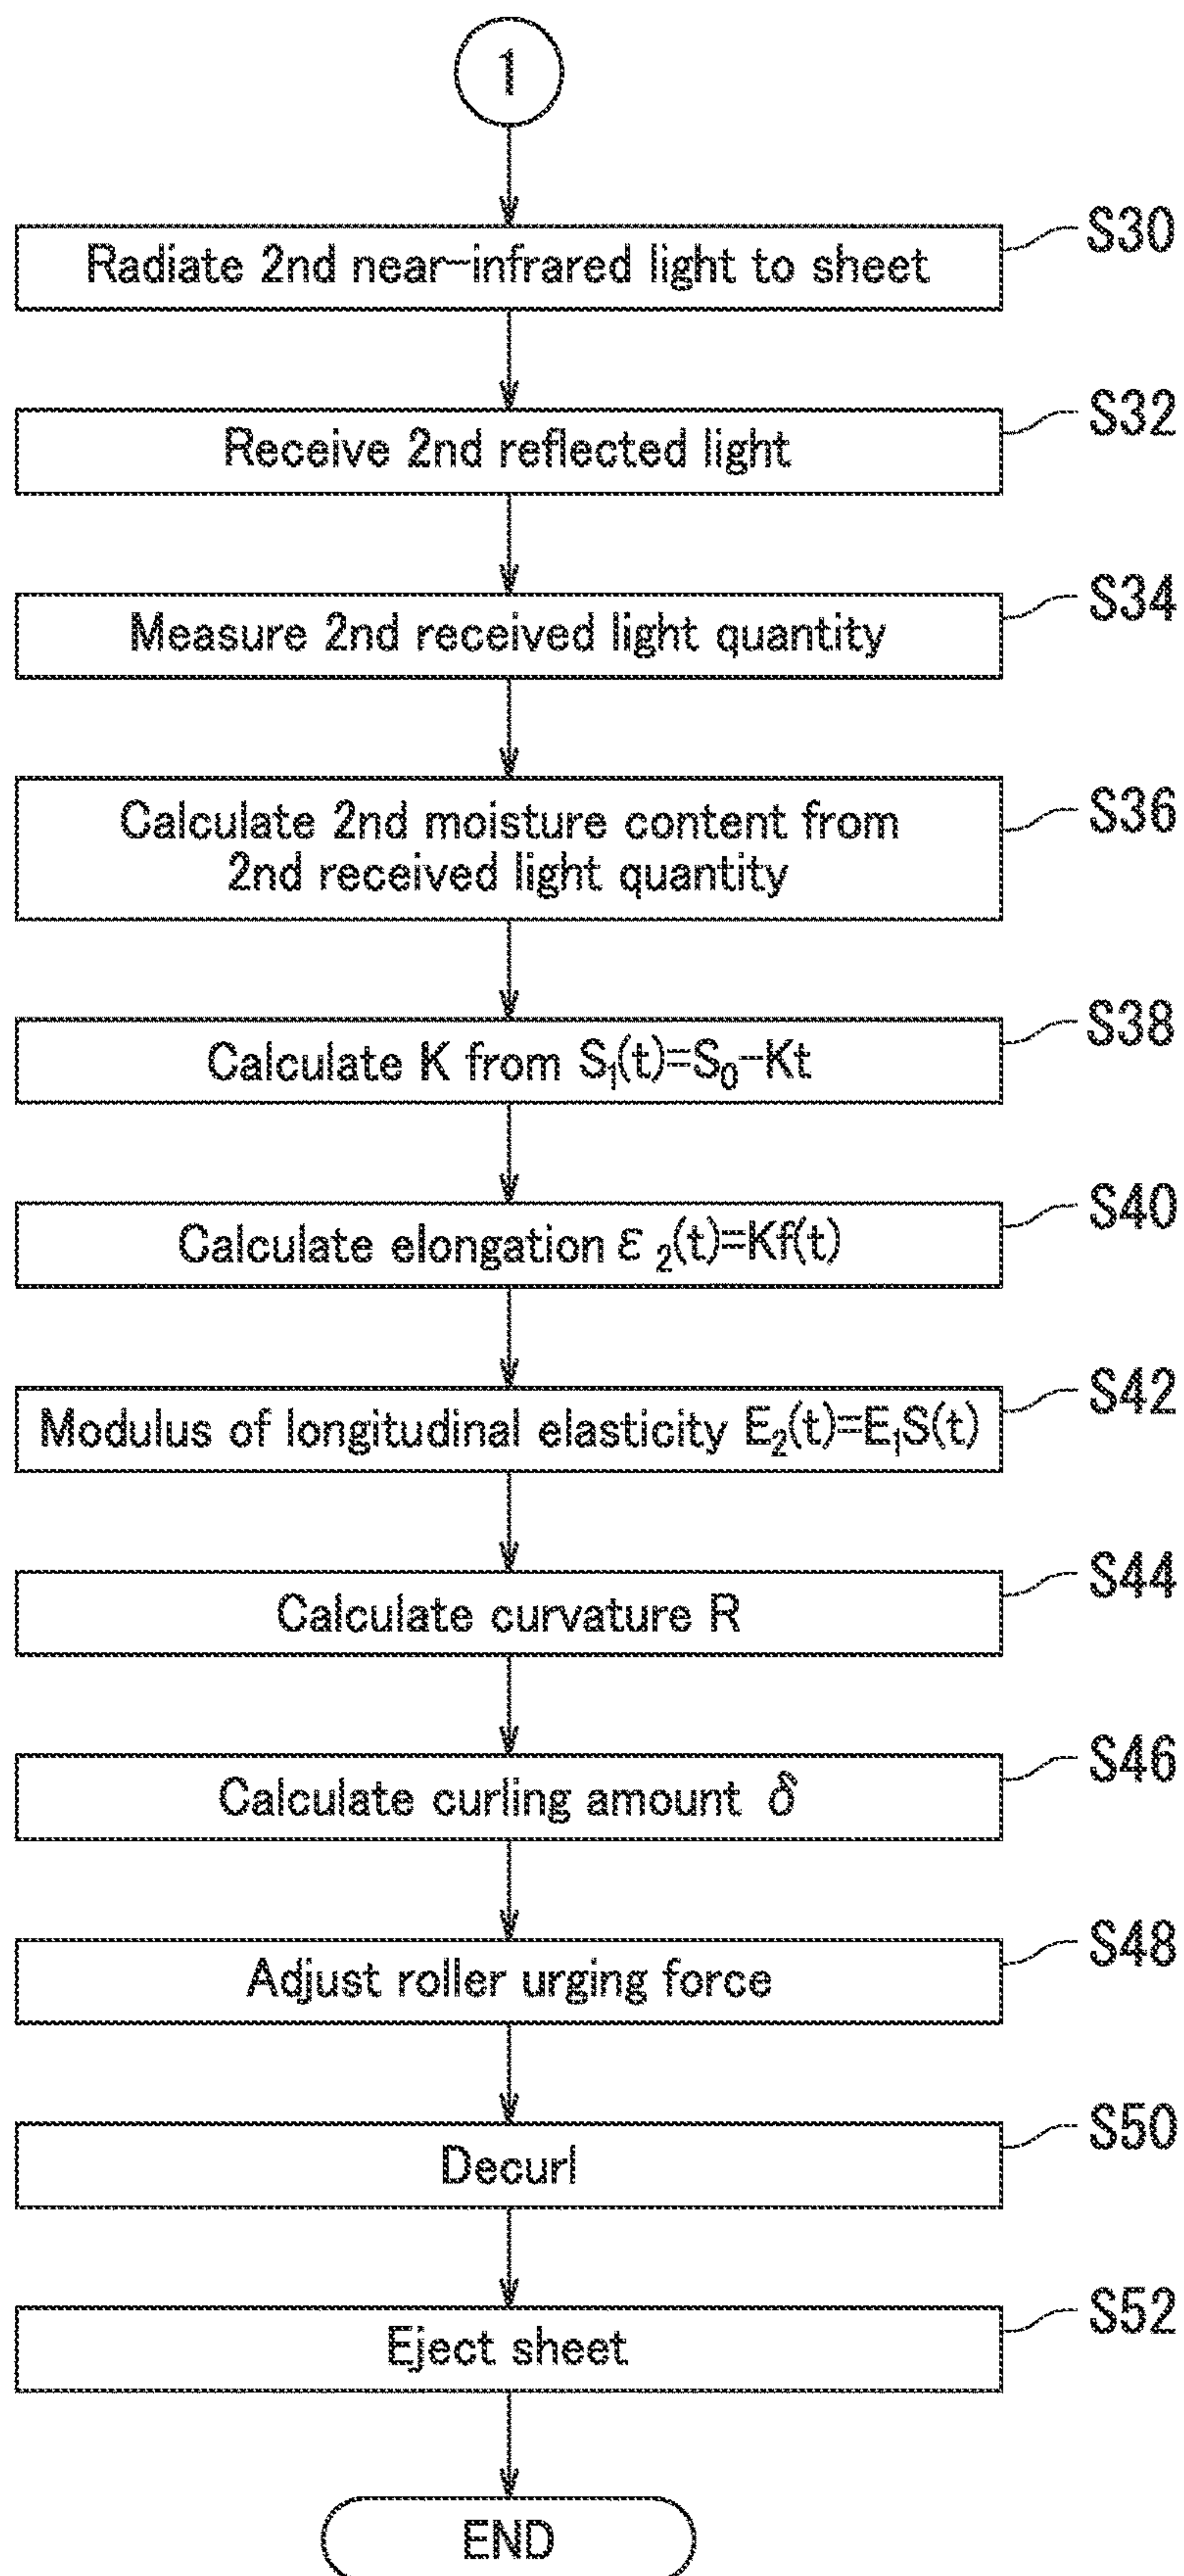 1
Radiate 2nd near-infrared light to sheet
S30
Receive 2nd reflected light
S32
Measure 2nd received light quantity
S34
Calculate 2nd moisture content from
2nd received light quantity
S36
Calculate K from S₁(t)=S₀-Kt
S38
Calculate elongation ε₂(t)=Kf(t)
S40
Modulus of longitudinal elasticity E₂(t)=E₁S(t)
S42
Calculate curvature R
S44
Calculate curling amount δ
S46
Adjust roller urging force
S48
Decurl
S50
Eject sheet
S52
END